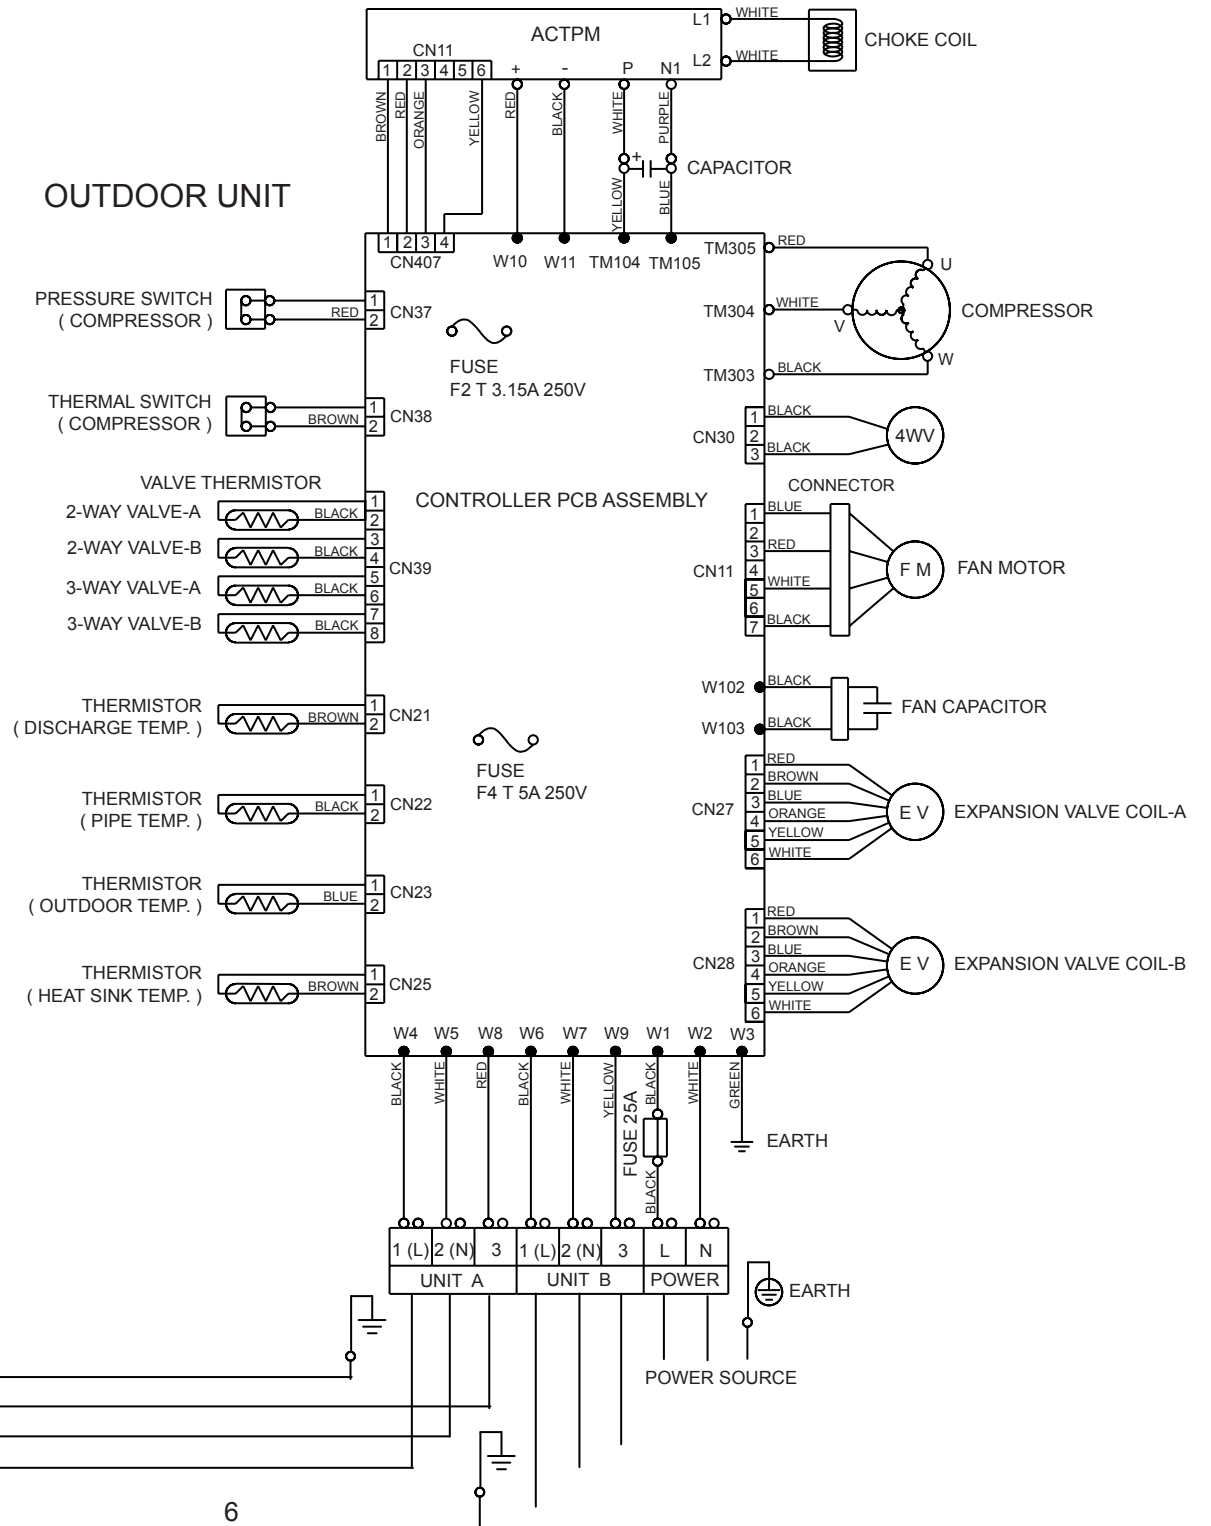 L1
WHITE
ACTPM
CHOKE COIL
CN11
L2
WHITE
1 2 3 4 5 6
+
-
P
N1
BROWN
RED
ORANGE
YELLOW
RED
BLACK
WHITE
PURPLE
+
CAPACITOR
YELLOW
BLUE
OUTDOOR UNIT
1 2 3 4
CN407
W10
W11
TM104
TM105
TM305
RED
U
PRESSURE SWITCH
( COMPRESSOR )
RED
1
2
CN37
TM304
WHITE
V
COMPRESSOR
FUSE
F2 T 3.15A 250V
W
TM303
BLACK
THERMAL SWITCH
( COMPRESSOR )
BROWN
1
2
CN38
CN30
1
2
3
BLACK
BLACK
4WV
VALVE THERMISTOR
CONTROLLER PCB ASSEMBLY
CONNECTOR
2-WAY VALVE-A
BLACK
2-WAY VALVE-B
BLACK
3-WAY VALVE-A
BLACK
3-WAY VALVE-B
BLACK
1
2
3
4
5
6
7
8
CN39
CN11
1
2
3
4
5
6
7
BLUE
RED
WHITE
BLACK
F M
FAN MOTOR
W102
BLACK
W103
BLACK
FAN CAPACITOR
THERMISTOR
( DISCHARGE TEMP. )
BROWN
1
2
CN21
FUSE
F4 T 5A 250V
THERMISTOR
( PIPE TEMP. )
BLACK
1
2
CN22
CN27
1
2
3
4
5
6
RED
BROWN
BLUE
ORANGE
YELLOW
WHITE
E V
EXPANSION VALVE COIL-A
THERMISTOR
( OUTDOOR TEMP. )
BLUE
1
2
CN23
CN28
1
2
3
4
5
6
RED
BROWN
BLUE
ORANGE
YELLOW
WHITE
E V
EXPANSION VALVE COIL-B
THERMISTOR
( HEAT SINK TEMP. )
BROWN
1
2
CN25
W4 W5 W8 W6 W7 W9 W1 W2 W3
BLACK
WHITE
RED
BLACK
WHITE
YELLOW
BLACK
WHITE
GREEN
FUSE 25A
BLACK
EARTH
1 (L) 2 (N) 3 1 (L) 2 (N) 3 L N
UNIT A UNIT B POWER
EARTH
POWER SOURCE
6